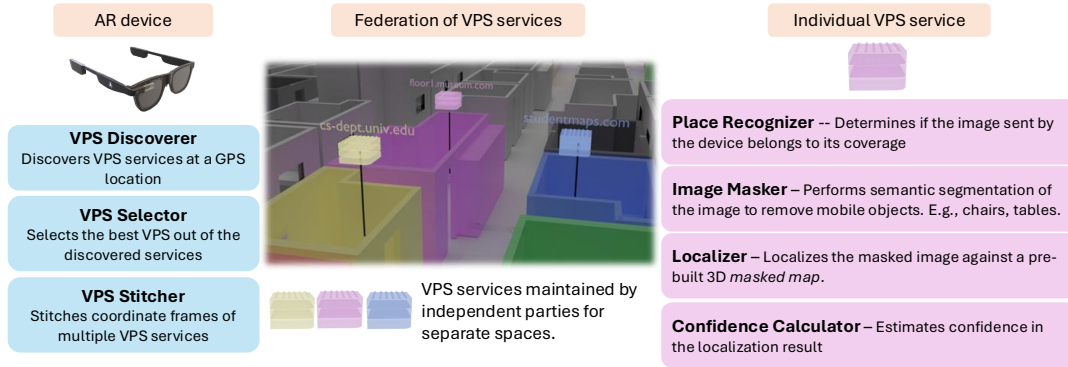 AR device
VPS Discoverer
Discovers VPS services at a GPS
location
VPS Selector
Selects the best VPS out of the
discovered services
VPS Stitcher
Stitches coordinate frames of
multiple VPS services
Federation of VPS services
floor1.museum.com
cs-dept.univ.edu
studentmaps.com
VPS services maintained by
independent parties for
separate spaces.
Individual VPS service
Place Recognizer -- Determines if the image sent by
the device belongs to its coverage
Image Masker – Performs semantic segmentation of
the image to remove mobile objects. E.g., chairs, tables.
Localizer – Localizes the masked image against a pre-
built 3D masked map.
Confidence Calculator – Estimates confidence in
the localization result